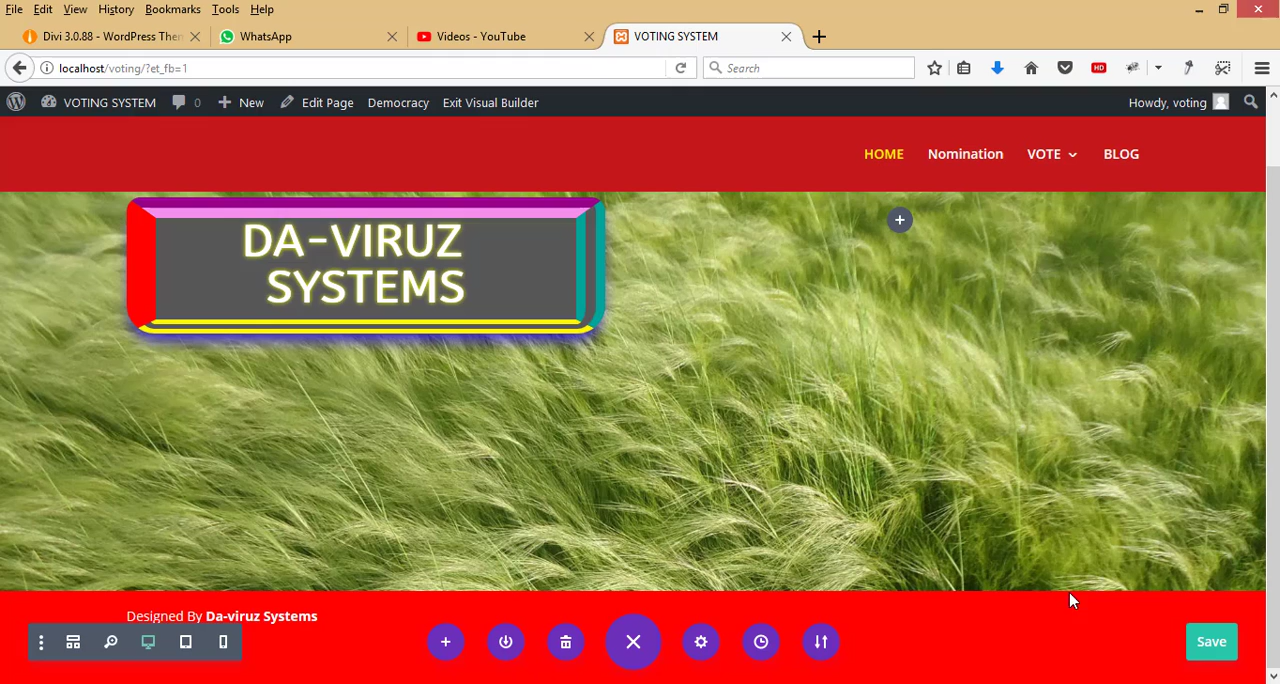 File Edit View History Bookmarks Tools Help
Divi 3.0.88 - WordPress Them
WhatsApp
Videos - YouTube
VOTING SYSTEM
localhost/voting/?et_fb=1
Search
HD
VOTING SYSTEM 0 New Edit Page Democracy Exit Visual Builder Howdy, voting
HOME Nomination VOTE BLOG
DA-VIRUZ
SYSTEMS
Designed By Da-viruz Systems
Save